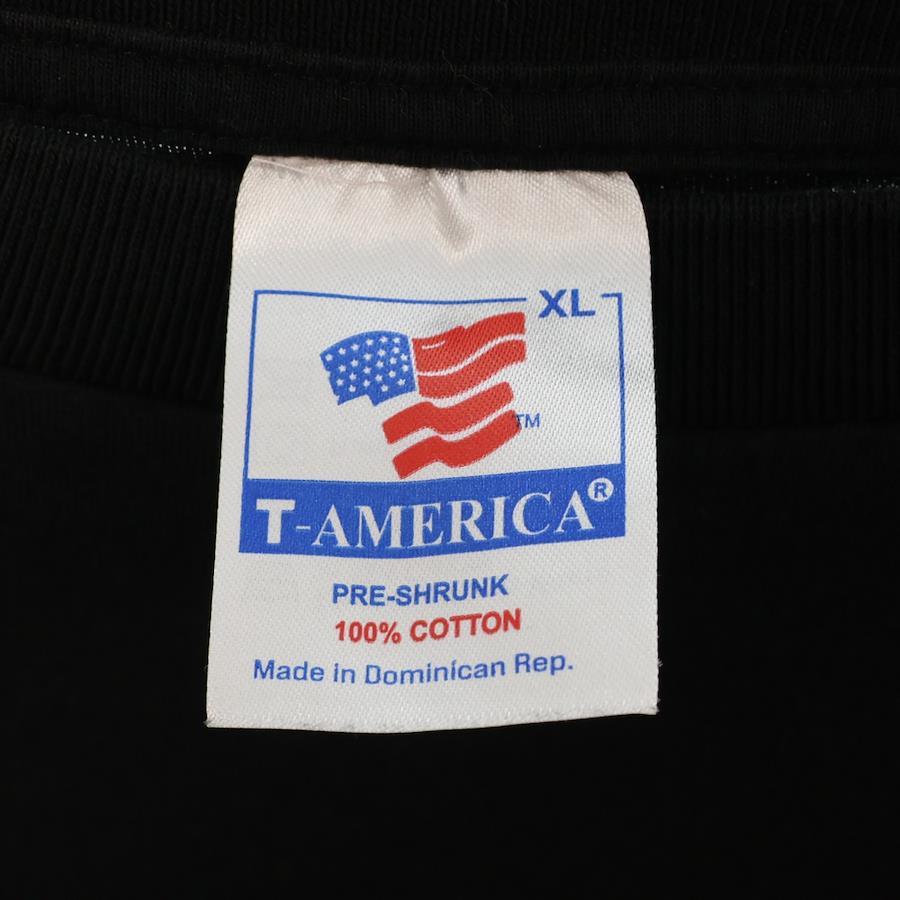 XL
TM
T-AMERICA®
PRE-SHRUNK
100% COTTON
Made in Dominican Rep.